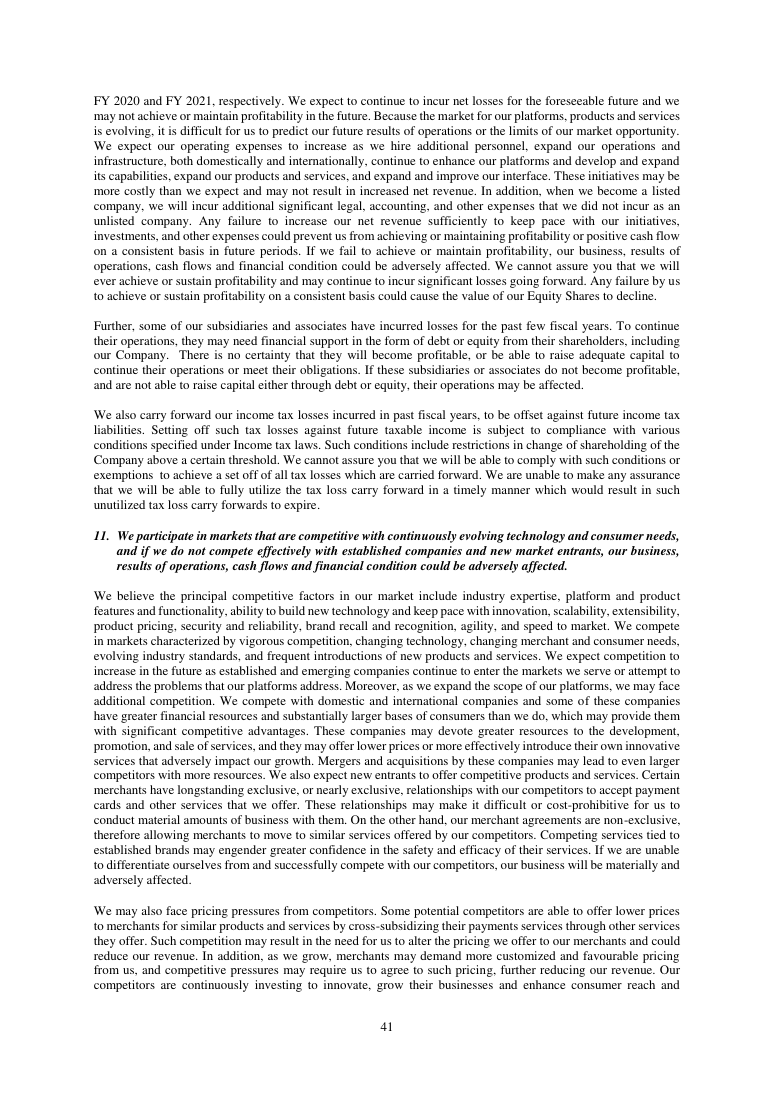 FY 2020 and FY 2021, respectively. We expect to continue to incur net losses for the foreseeable future and we
may not achieve or maintain profitability in the future. Because the market for our platforms, products and services
is evolving, it is difficult for us to predict our future results of operations or the limits of our market opportunity.
We expect our operating expenses to increase as we hire additional personnel, expand our operations and
infrastructure, both domestically and internationally, continue to enhance our platforms and develop and expand
its capabilities, expand our products and services, and expand and improve our interface. These initiatives may be
more costly than we expect and may not result in increased net revenue. In addition, when we become a listed
company, we will incur additional significant legal, accounting, and other expenses that we did not incur as an
unlisted company. Any failure to increase our net revenue sufficiently to keep pace with our initiatives,
investments, and other expenses could prevent us from achieving or maintaining profitability or positive cash flow
on a consistent basis in future periods. If we fail to achieve or maintain profitability, our business, results of
operations, cash flows and financial condition could be adversely affected. We cannot assure you that we will
ever achieve or sustain profitability and may continue to incur significant losses going forward. Any failure by us
to achieve or sustain profitability on a consistent basis could cause the value of our Equity Shares to decline.
Further, some of our subsidiaries and associates have incurred losses for the past few fiscal years. To continue
their operations, they may need financial support in the form of debt or equity from their shareholders, including
our Company.  There is no certainty that they will become profitable, or be able to raise adequate capital to
continue their operations or meet their obligations. If these subsidiaries or associates do not become profitable,
and are not able to raise capital either through debt or equity, their operations may be affected.
We also carry forward our income tax losses incurred in past fiscal years, to be offset against future income tax
liabilities. Setting off such tax losses against future taxable income is subject to compliance with various
conditions specified under Income tax laws. Such conditions include restrictions in change of shareholding of the
Company above a certain threshold. We cannot assure you that we will be able to comply with such conditions or
exemptions  to achieve a set off of all tax losses which are carried forward. We are unable to make any assurance
that we will be able to fully utilize the tax loss carry forward in a timely manner which would result in such
unutilized tax loss carry forwards to expire.
11. We participate in markets that are competitive with continuously evolving technology and consumer needs,
and if we do not compete effectively with established companies and new market entrants, our business,
results of operations, cash flows and financial condition could be adversely affected.
We believe the principal competitive factors in our market include industry expertise, platform and product
features and functionality, ability to build new technology and keep pace with innovation, scalability, extensibility,
product pricing, security and reliability, brand recall and recognition, agility, and speed to market. We compete
in markets characterized by vigorous competition, changing technology, changing merchant and consumer needs,
evolving industry standards, and frequent introductions of new products and services. We expect competition to
increase in the future as established and emerging companies continue to enter the markets we serve or attempt to
address the problems that our platforms address. Moreover, as we expand the scope of our platforms, we may face
additional competition. We compete with domestic and international companies and some of these companies
have greater financial resources and substantially larger bases of consumers than we do, which may provide them
with significant competitive advantages. These companies may devote greater resources to the development,
promotion, and sale of services, and they may offer lower prices or more effectively introduce their own innovative
services that adversely impact our growth. Mergers and acquisitions by these companies may lead to even larger
competitors with more resources. We also expect new entrants to offer competitive products and services. Certain
merchants have longstanding exclusive, or nearly exclusive, relationships with our competitors to accept payment
cards and other services that we offer. These relationships may make it difficult or cost-prohibitive for us to
conduct material amounts of business with them. On the other hand, our merchant agreements are non-exclusive,
therefore allowing merchants to move to similar services offered by our competitors. Competing services tied to
established brands may engender greater confidence in the safety and efficacy of their services. If we are unable
to differentiate ourselves from and successfully compete with our competitors, our business will be materially and
adversely affected.
We may also face pricing pressures from competitors. Some potential competitors are able to offer lower prices
to merchants for similar products and services by cross-subsidizing their payments services through other services
they offer. Such competition may result in the need for us to alter the pricing we offer to our merchants and could
reduce our revenue. In addition, as we grow, merchants may demand more customized and favourable pricing
from us, and competitive pressures may require us to agree to such pricing, further reducing our revenue. Our
competitors are continuously investing to innovate, grow their businesses and enhance consumer reach and
41